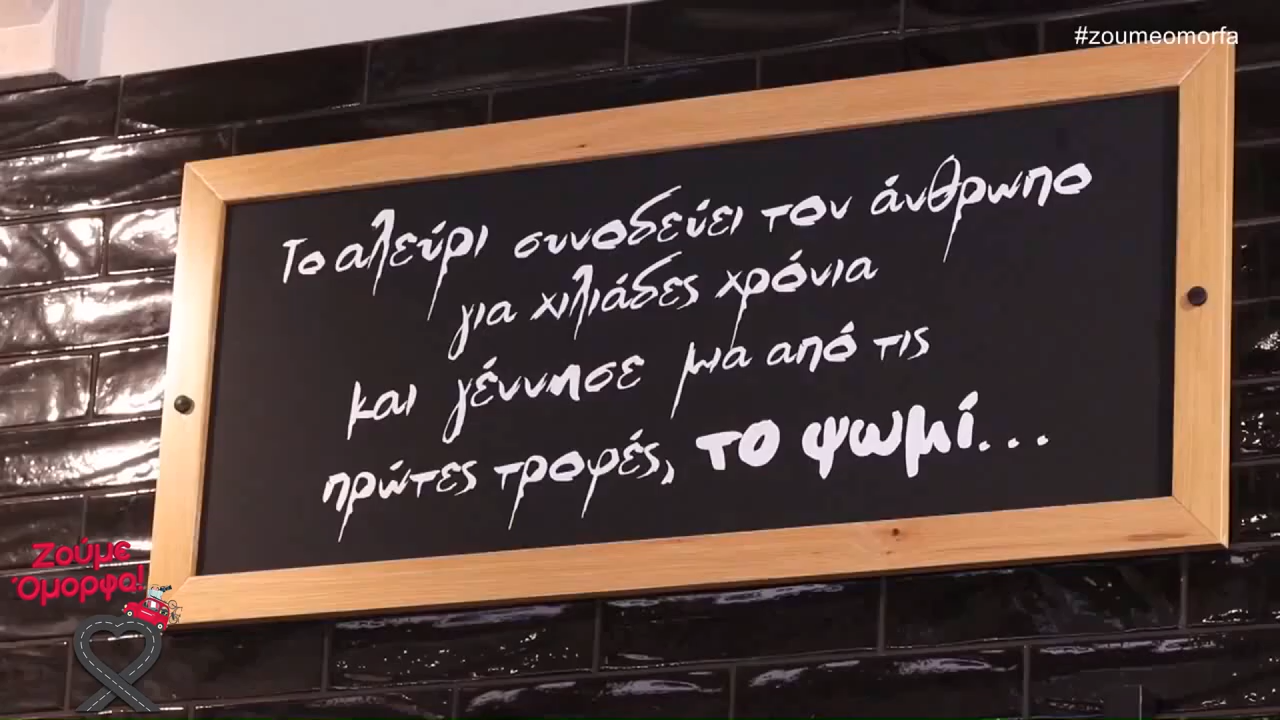 #zoumeomorfa
Το αλεύρι συνοδεύει τον άνθρωπο
για χιλιάδες χρόνια
και γέννησε μια από τις
πρώτες τροφές, το ψωμί...
Ζούμε
Όμορφα!